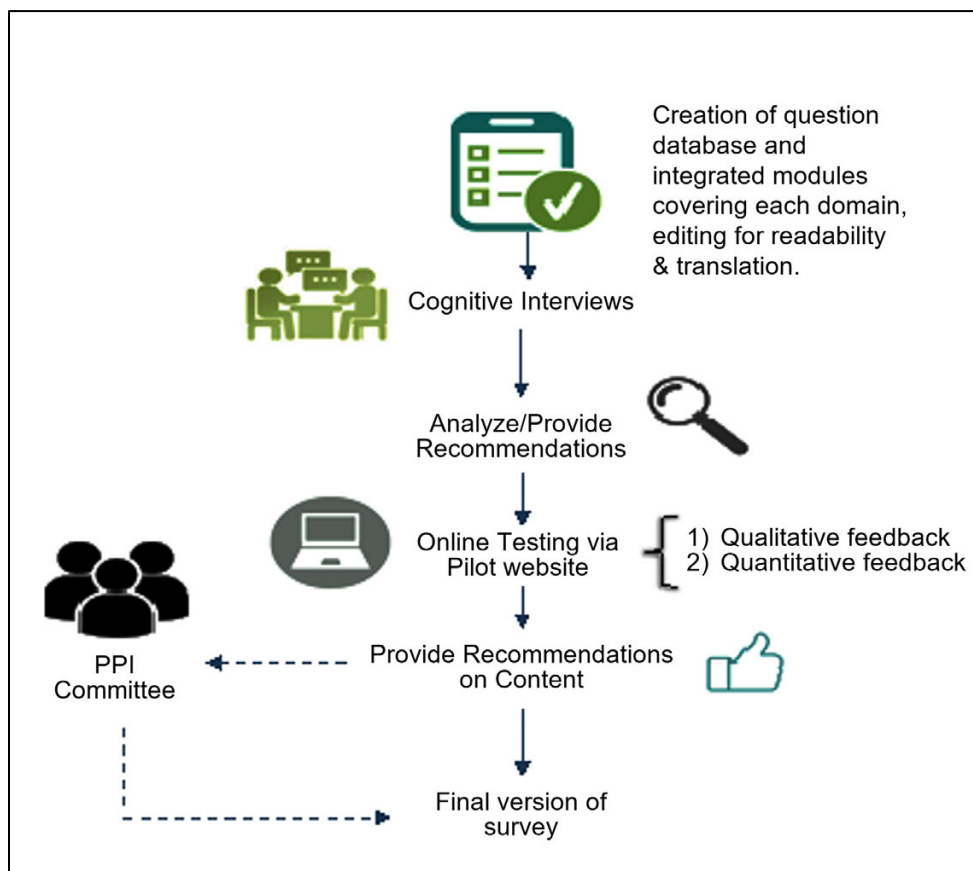 Creation of question
database and
integrated modules
covering each domain,
editing for readability
& translation.
Cognitive Interviews
Analyze/Provide
Recommendations
Online Testing via
Pilot website
1) Qualitative feedback
2) Quantitative feedback
Provide Recommendations
on Content
PPI
Committee
Final version of
survey